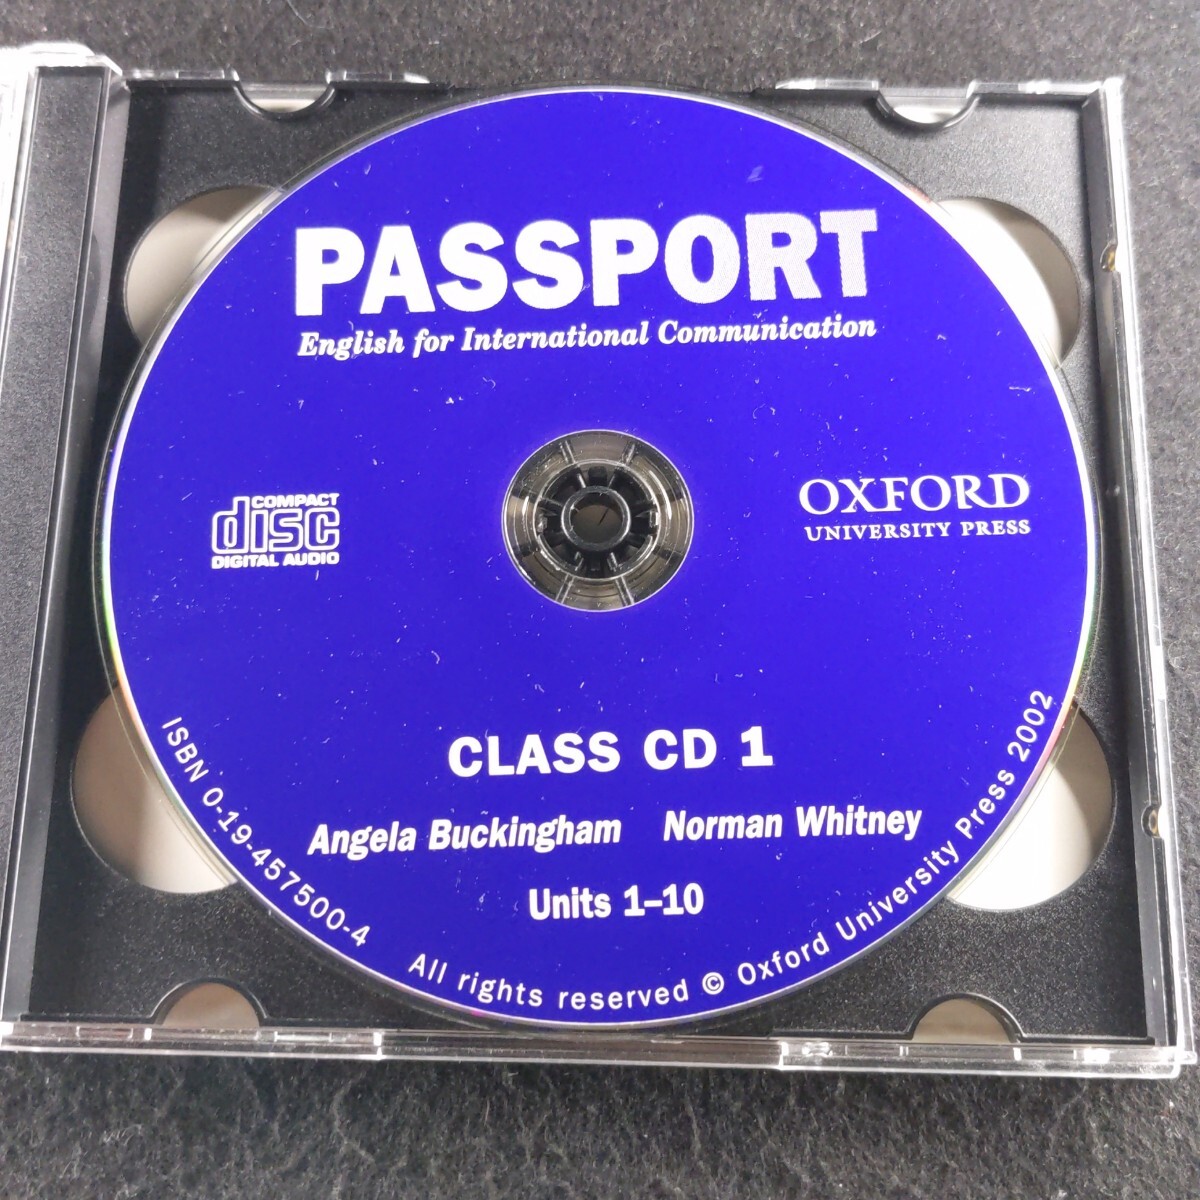 PASSPORT
English for International Communication
COMPACT
disc
DIGITAL AUDIO
OXFORD
UNIVERSITY PRESS
CLASS CD 1
Angela Buckingham Norman Whitney
Units 1–10
ISBN 0-19-457500-4
All rights reserved © Oxford University Press 2002